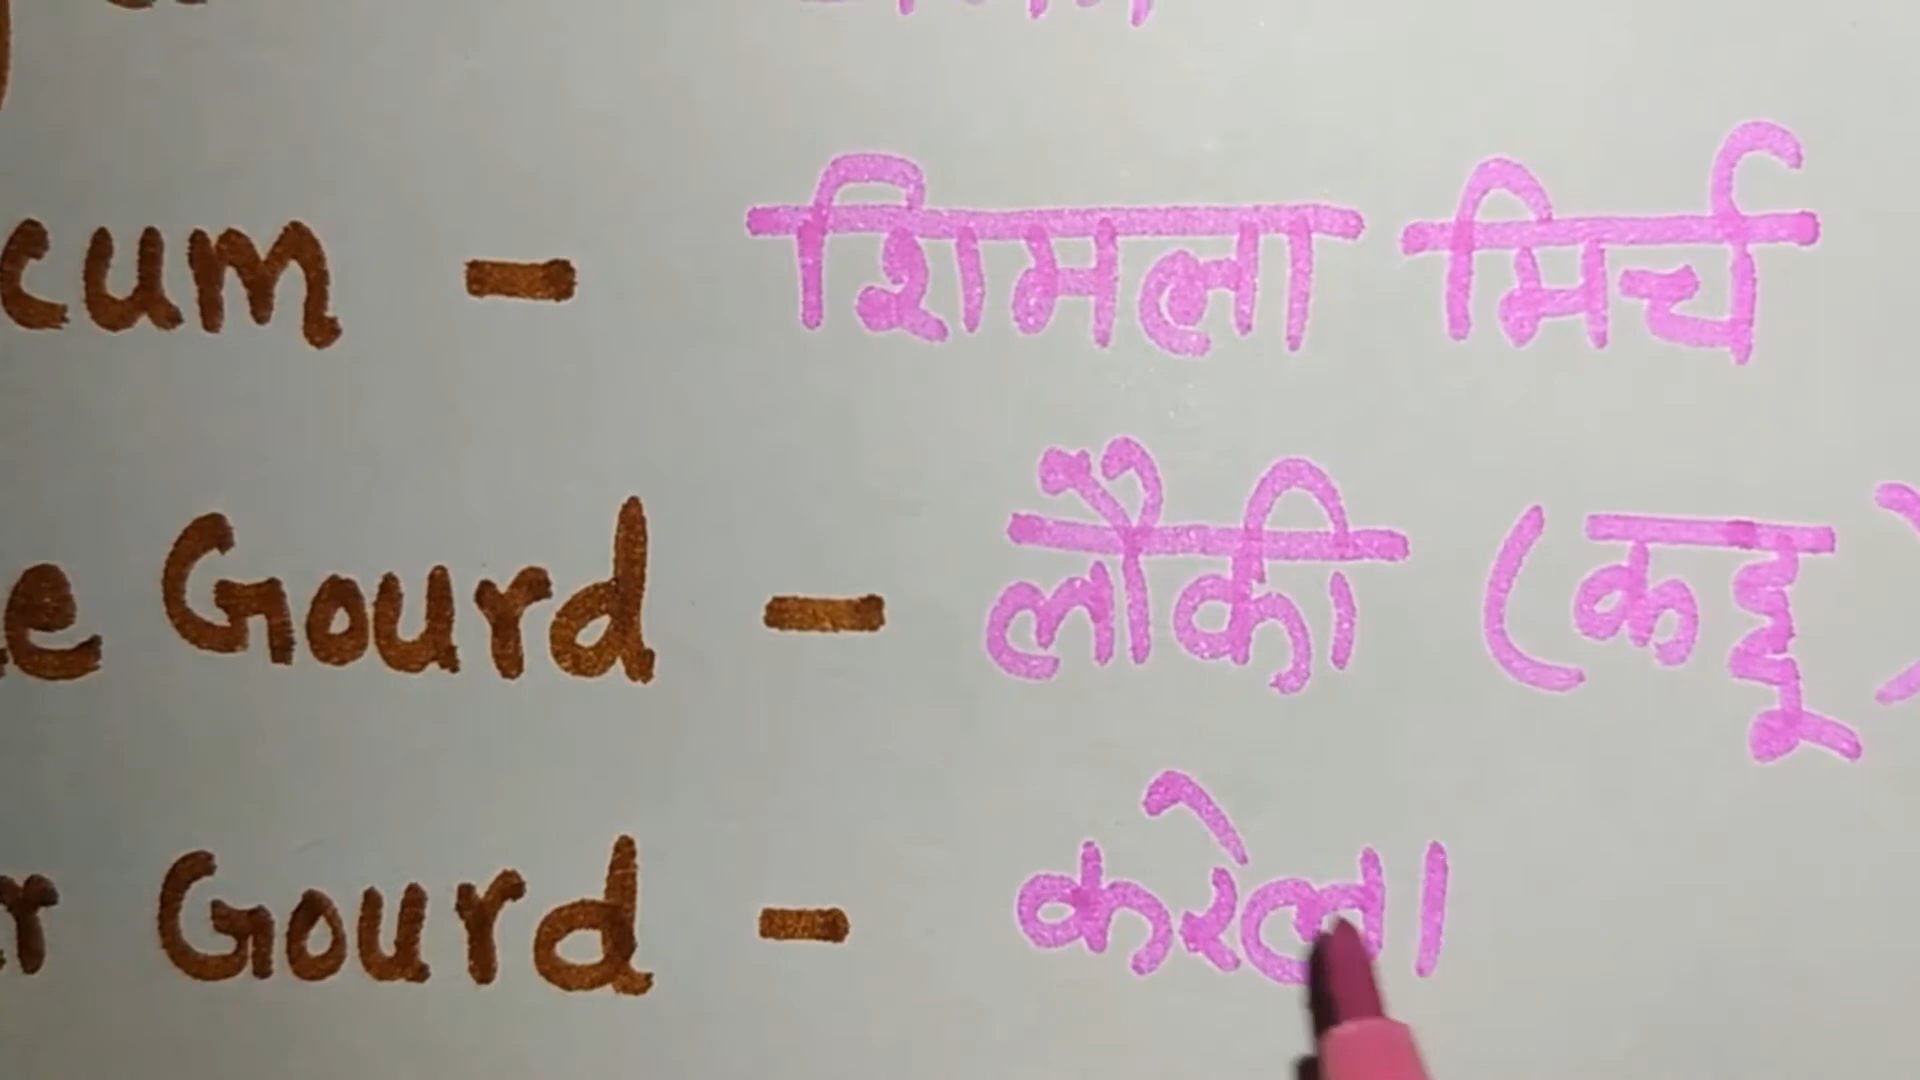 cum - शिमला मिर्च
e Gourd - लौकी (कद्दू)
r Gourd - करेला